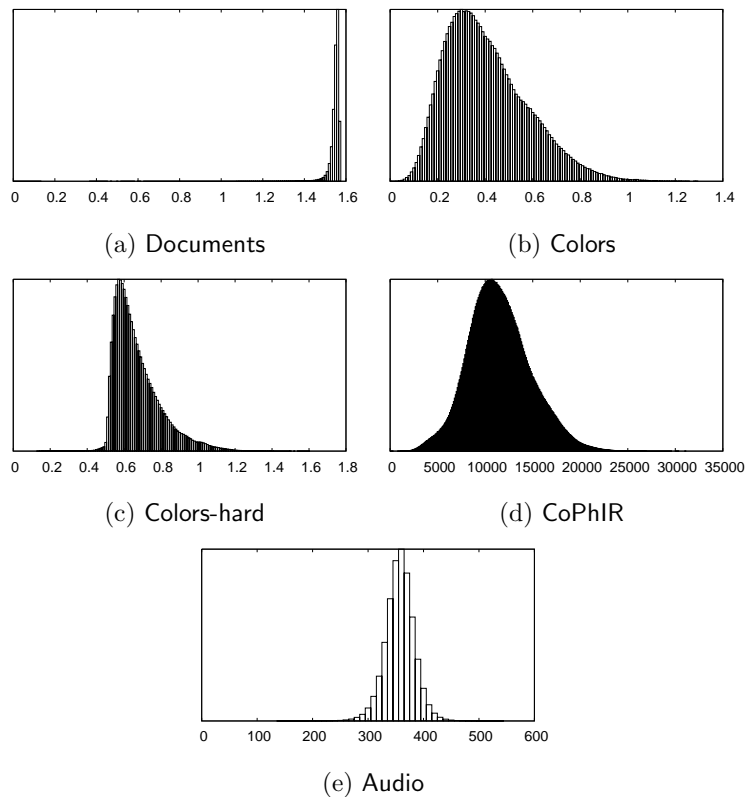 0 0.2 0.4 0.6 0.8 1 1.2 1.4 1.6
0 0.2 0.4 0.6 0.8 1 1.2 1.4
(a) Documents
(b) Colors
0 0.2 0.4 0.6 0.8 1 1.2 1.4 1.6 1.8
0 5000 10000 15000 20000 25000 30000 35000
(c) Colors-hard
(d) CoPhIR
0 100 200 300 400 500 600
(e) Audio